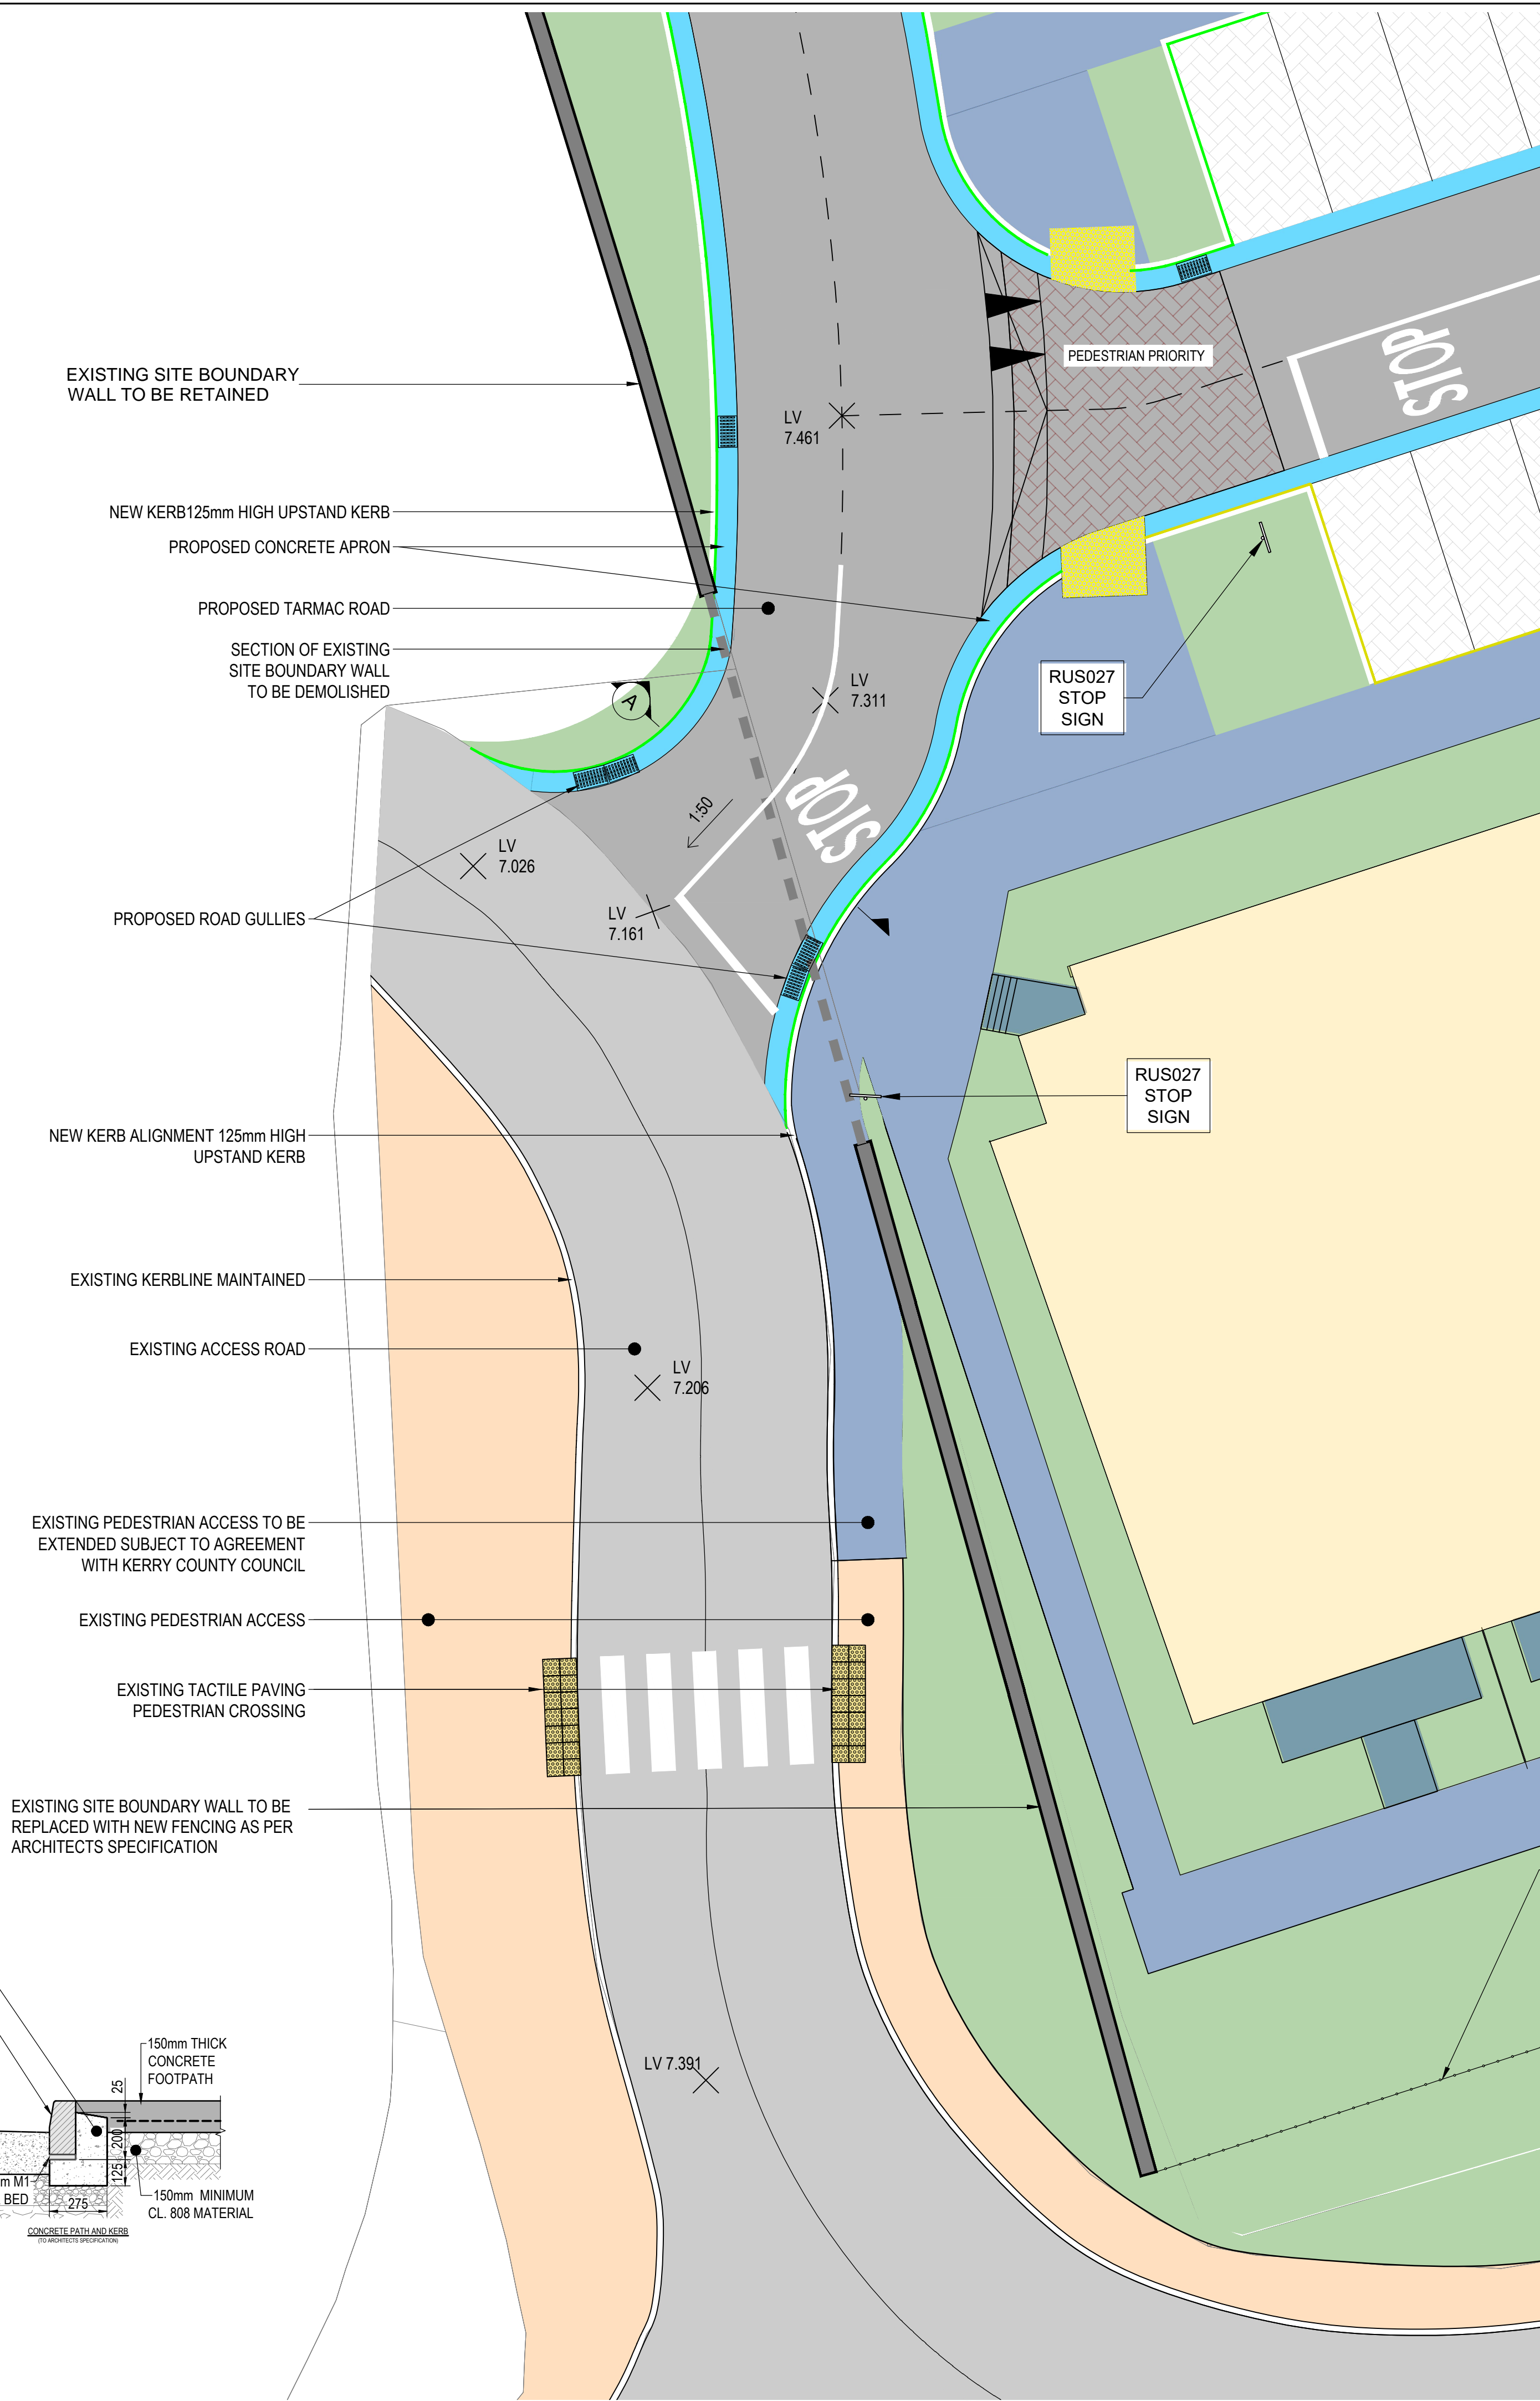 PEDESTRIAN PRIORITY
STOP
EXISTING SITE BOUNDARY
WALL TO BE RETAINED
LV
7.461
NEW KERB125mm HIGH UPSTAND KERB
PROPOSED CONCRETE APRON
PROPOSED TARMAC ROAD
SECTION OF EXISTING
SITE BOUNDARY WALL
TO BE DEMOLISHED
A
LV
7.311
RUS027
STOP
SIGN
1:50
STOP
LV
7.026
LV
7.161
PROPOSED ROAD GULLIES
RUS027
STOP
SIGN
NEW KERB ALIGNMENT 125mm HIGH
UPSTAND KERB
EXISTING KERBLINE MAINTAINED
EXISTING ACCESS ROAD
LV
7.206
EXISTING PEDESTRIAN ACCESS TO BE
EXTENDED SUBJECT TO AGREEMENT
WITH KERRY COUNTY COUNCIL
EXISTING PEDESTRIAN ACCESS
EXISTING TACTILE PAVING
PEDESTRIAN CROSSING
EXISTING SITE BOUNDARY WALL TO BE
REPLACED WITH NEW FENCING AS PER
ARCHITECTS SPECIFICATION
LV 7.391
150mm THICK
CONCRETE
FOOTPATH
25
200
125
m M1
BED
275
150mm MINIMUM
CL. 808 MATERIAL
CONCRETE PATH AND KERB
(TO ARCHITECTS SPECIFICATION)